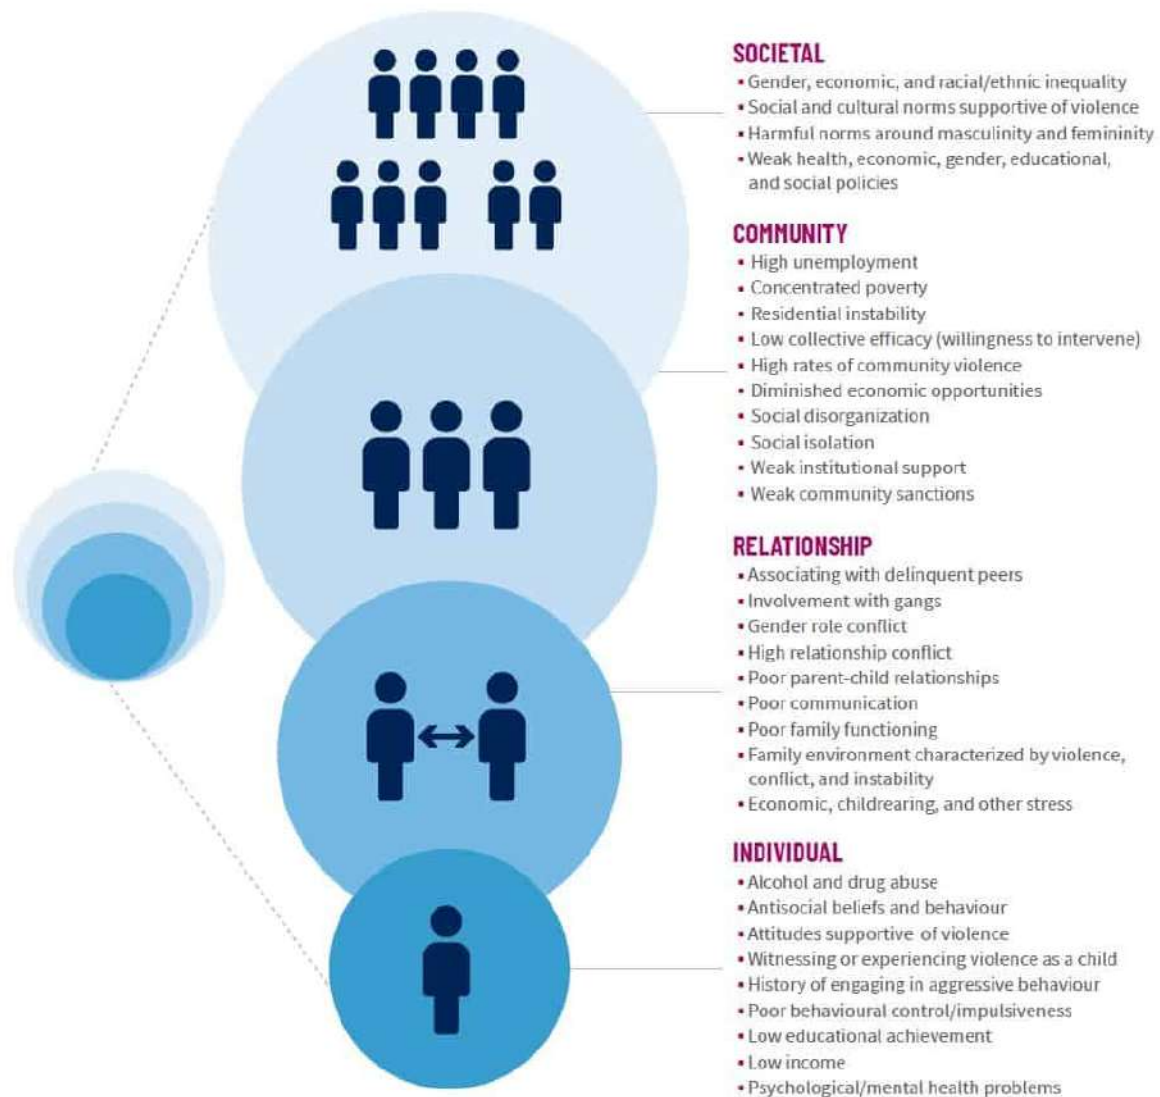 SOCIETAL
▪ Gender, economic, and racial/ethnic inequality
▪ Social and cultural norms supportive of violence
▪ Harmful norms around masculinity and femininity
▪ Weak health, economic, gender, educational,
and social policies
COMMUNITY
▪ High unemployment
▪ Concentrated poverty
▪ Residential instability
▪ Low collective efficacy (willingness to intervene)
▪ High rates of community violence
▪ Diminished economic opportunities
▪ Social disorganization
▪ Social isolation
▪ Weak institutional support
▪ Weak community sanctions
RELATIONSHIP
▪ Associating with delinquent peers
▪ Involvement with gangs
▪ Gender role conflict
▪ High relationship conflict
▪ Poor parent-child relationships
▪ Poor communication
▪ Poor family functioning
▪ Family environment characterized by violence,
conflict, and instability
▪ Economic, childrearing, and other stress
INDIVIDUAL
▪ Alcohol and drug abuse
▪ Antisocial beliefs and behaviour
▪ Attitudes supportive of violence
▪ Witnessing or experiencing violence as a child
▪ History of engaging in aggressive behaviour
▪ Poor behavioural control/impulsiveness
▪ Low educational achievement
▪ Low income
▪ Psychological/mental health problems